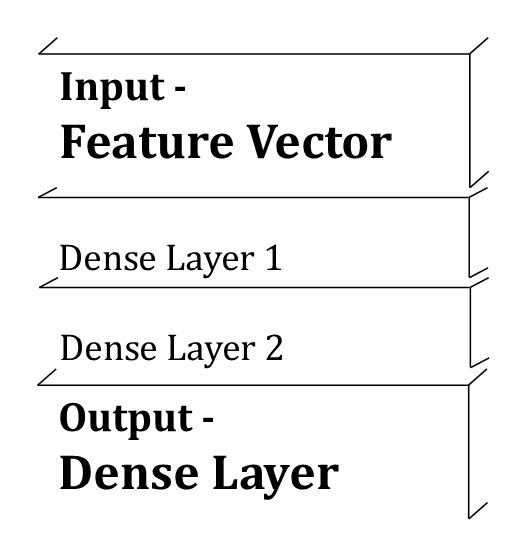 Input -
Feature Vector
Dense Layer 1
Dense Layer 2
Output -
Dense Layer